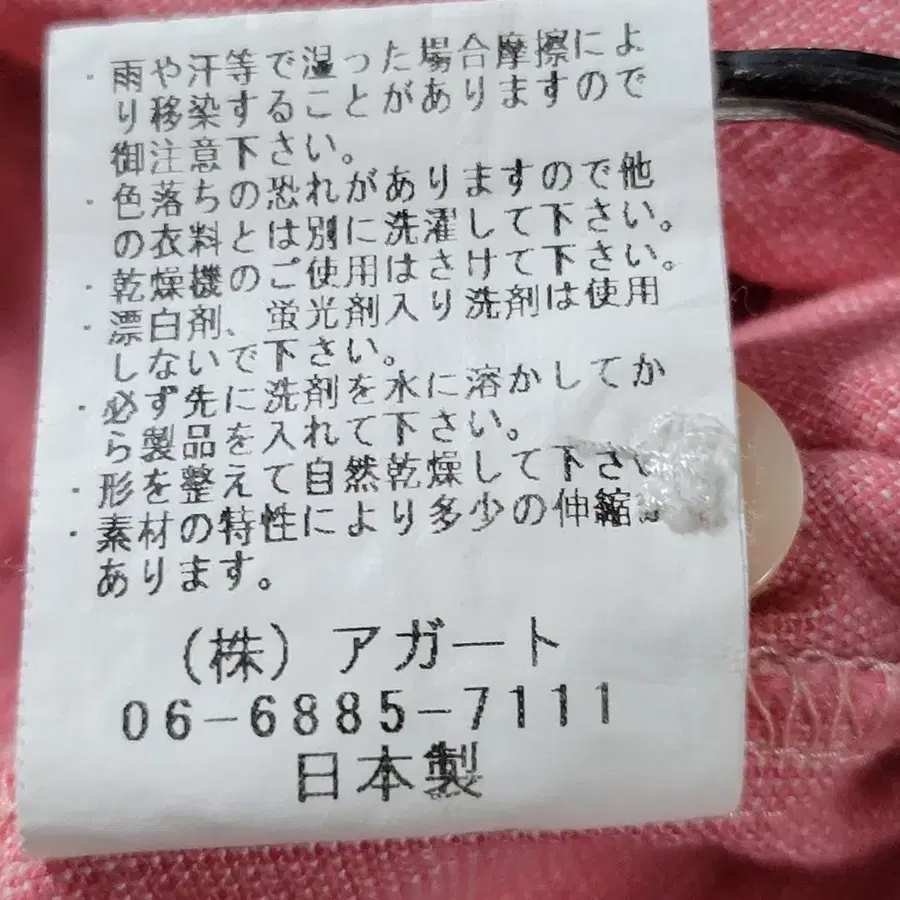 ・雨や汗等で湿った場合摩擦によ
り移染することがありますので
御注意下さい。
・色落ちの恐れがありますので他
の衣料とは別に洗濯して下さい。
・乾燥機のご使用はさけて下さい。
・漂白剤、蛍光剤入り洗剤は使用
しないで下さい。
・必ず先に洗剤を水に溶かしてか
ら製品を入れて下さい。
・形を整えて自然乾燥して下さい
・素材の特性により多少の伸縮
あります。
(株)アガート
06-6885-7111
日本製